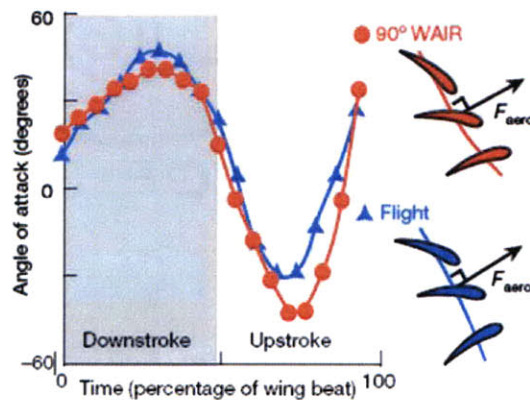 60
90° WAIR
Angle of attack (degrees)
F aero
0
Flight
F aero
Downstroke
Upstroke
−60
0
Time (percentage of wing beat)
100